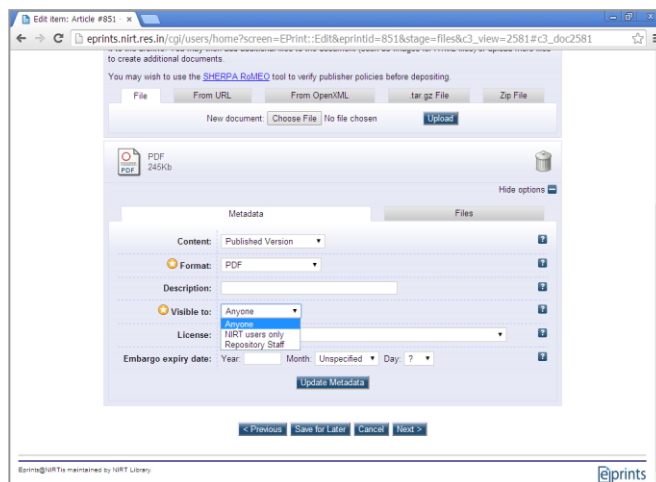 Edit item: Article #851 -
eprints.nirt.res.in/cgi/users/home?screen=EPrint::Edit&eprintid=851&stage=files&c3_view=2581#c3_doc2581
to create additional documents.
You may wish to use the SHERPA RoMEO tool to verify publisher policies before depositing.
File From URL From OpenXML .tar.gz File Zip File
New document: Choose File No file chosen Upload
PDF
245Kb
Hide options
Metadata Files
Content: Published Version
Format: PDF
Description:
Visible to: Anyone
Anyone
NIRT users only
Repository Staff
License:
Embargo expiry date: Year: Month: Unspecified Day: ?
Update Metadata
< Previous Save for Later Cancel Next >
Eprints@NIRTis maintained by NIRT Library.
eprints